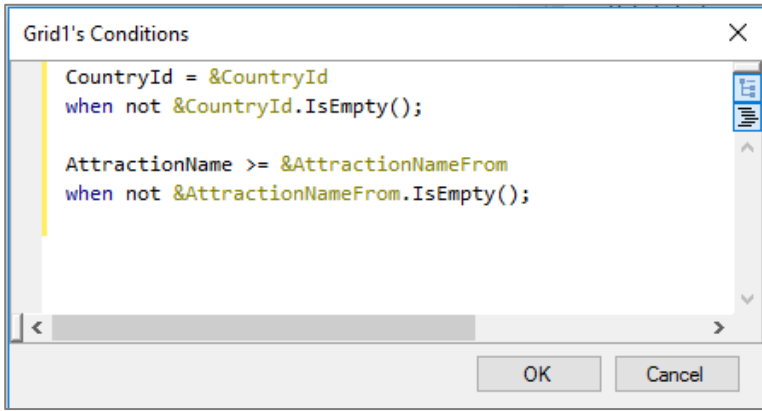 Grid1's Conditions
CountryId = &CountryId
when not &CountryId.IsEmpty();
AttractionName >= &AttractionNameFrom
when not &AttractionNameFrom.IsEmpty();
OK
Cancel